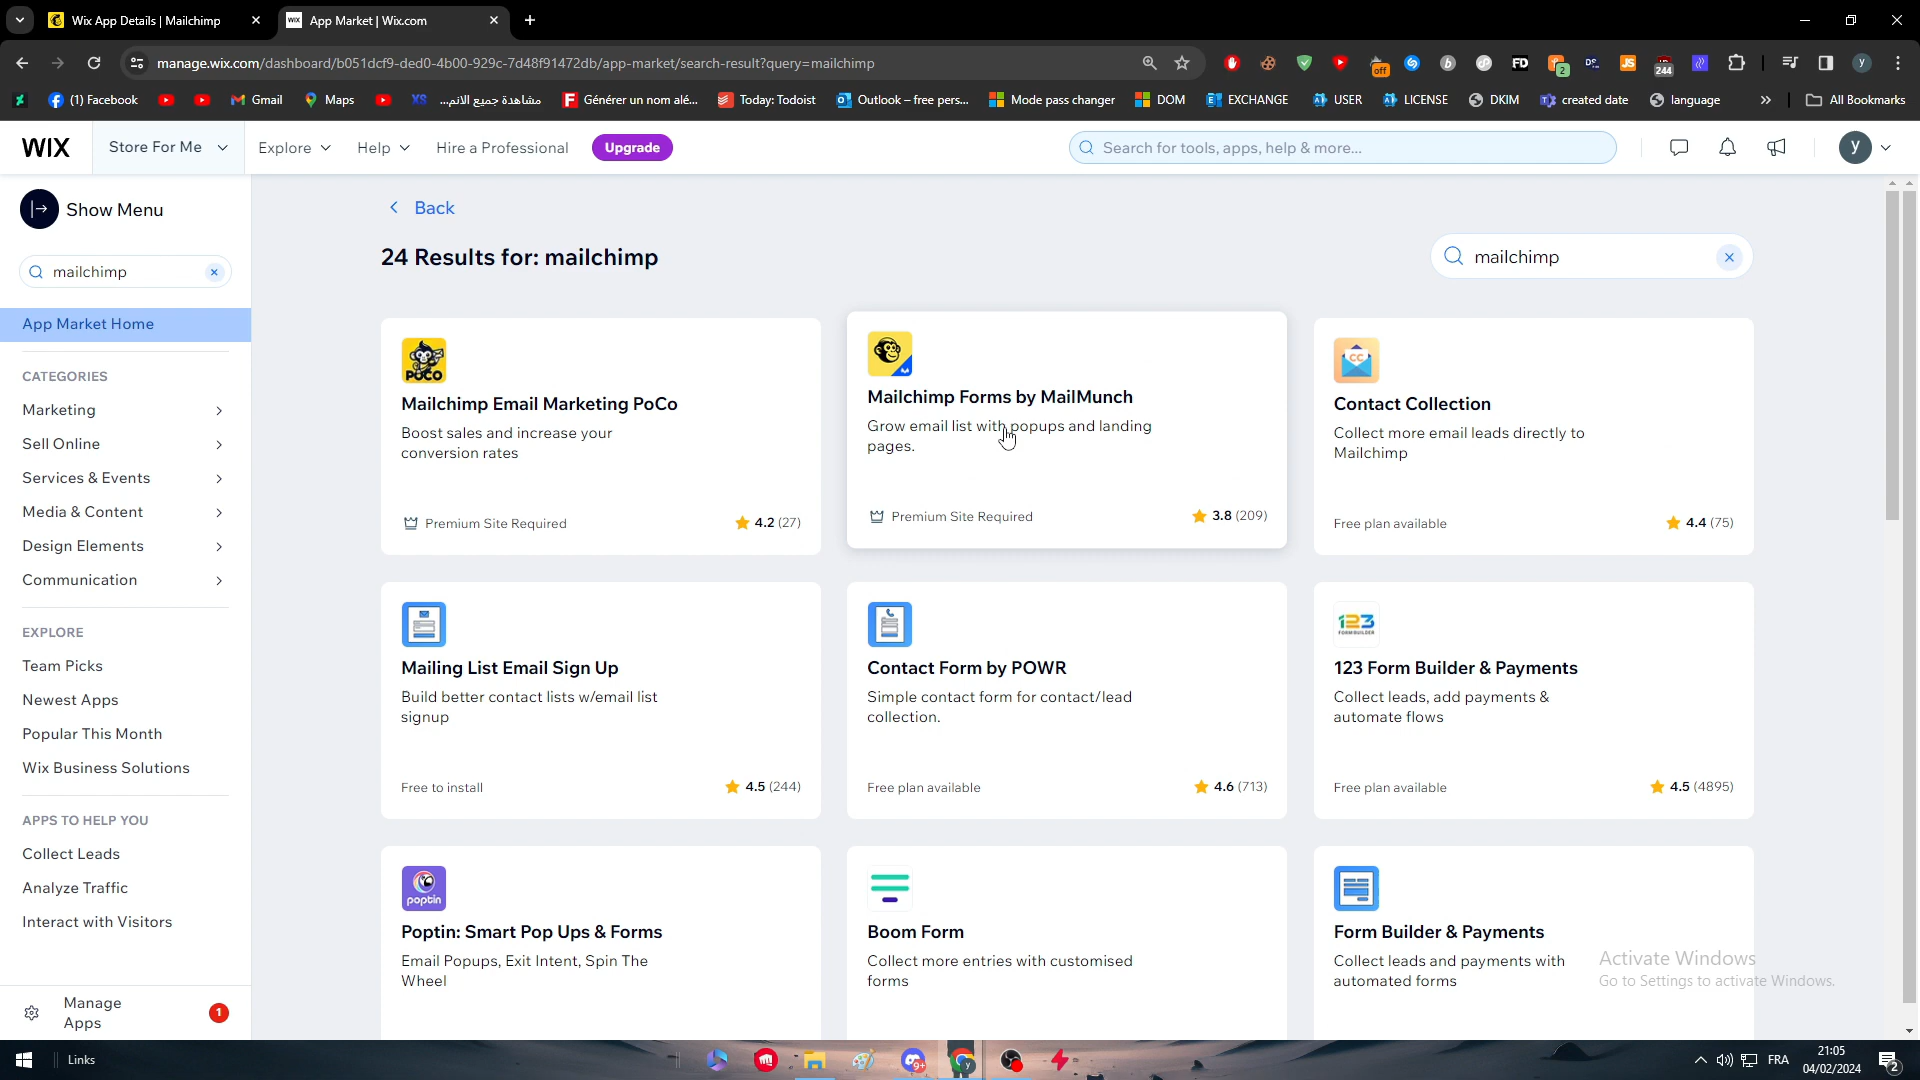 Wix App Details | Mailchimp
App Market | Wix.com
manage.wix.com/dashboard/b051dcf9-ded0-4b00-929c-7d48f91472db/app-market/search-result?query=mailchimp
(1) Facebook
Gmail
Maps
مشاهدة جميع الانم...
Générer un nom alé...
Today: Todoist
Outlook – free pers...
Mode pass changer
DOM
EXCHANGE
USER
LICENSE
DKIM
created date
language
All Bookmarks
WIX
Store For Me
Explore
Help
Hire a Professional
Upgrade
Search for tools, apps, help & more...
y
Show Menu
mailchimp
App Market Home
CATEGORIES
Marketing
Sell Online
Services & Events
Media & Content
Design Elements
Communication
EXPLORE
Team Picks
Newest Apps
Popular This Month
Wix Business Solutions
APPS TO HELP YOU
Collect Leads
Analyze Traffic
Interact with Visitors
Manage
Apps
1
Back
24 Results for: mailchimp
mailchimp
POCO
Mailchimp Email Marketing PoCo
Boost sales and increase your
conversion rates
Premium Site Required
4.2 (27)
Mailchimp Forms by MailMunch
Grow email list with popups and landing
pages.
Premium Site Required
3.8 (209)
CC
Contact Collection
Collect more email leads directly to
Mailchimp
Free plan available
4.4 (75)
Mailing List Email Sign Up
Build better contact lists w/email list
signup
Free to install
4.5 (244)
Contact Form by POWR
Simple contact form for contact/lead
collection.
Free plan available
4.6 (713)
123
FORM BUILDER
123 Form Builder & Payments
Collect leads, add payments &
automate flows
Free plan available
4.5 (4895)
poptin
Poptin: Smart Pop Ups & Forms
Email Popups, Exit Intent, Spin The
Wheel
Boom Form
Collect more entries with customised
forms
Form Builder & Payments
Collect leads and payments with
automated forms
Activate Windows
Go to Settings to activate Windows.
Links
FRA
21:05
04/02/2024
2